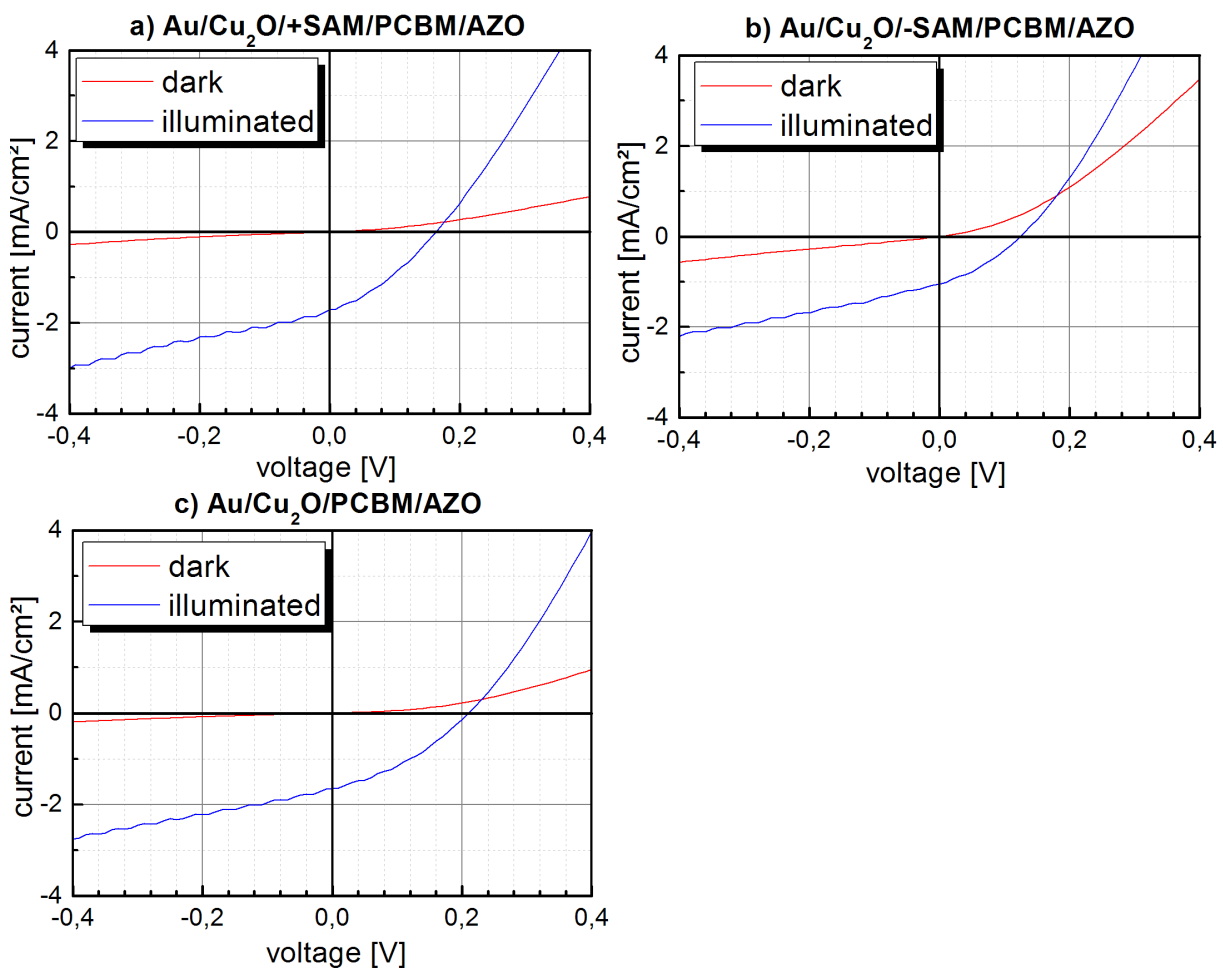 a) Au/Cu₂O/+SAM/PCBM/AZO
4
2
0
-2
-4
current [mA/cm²]
dark
illuminated
-0,4 -0,2 0,0 0,2 0,4
voltage [V]
b) Au/Cu₂O/-SAM/PCBM/AZO
4
2
0
-2
-4
current [mA/cm²]
dark
illuminated
-0,4 -0,2 0,0 0,2 0,4
voltage [V]
c) Au/Cu₂O/PCBM/AZO
4
2
0
-2
-4
current [mA/cm²]
dark
illuminated
-0,4 -0,2 0,0 0,2 0,4
voltage [V]